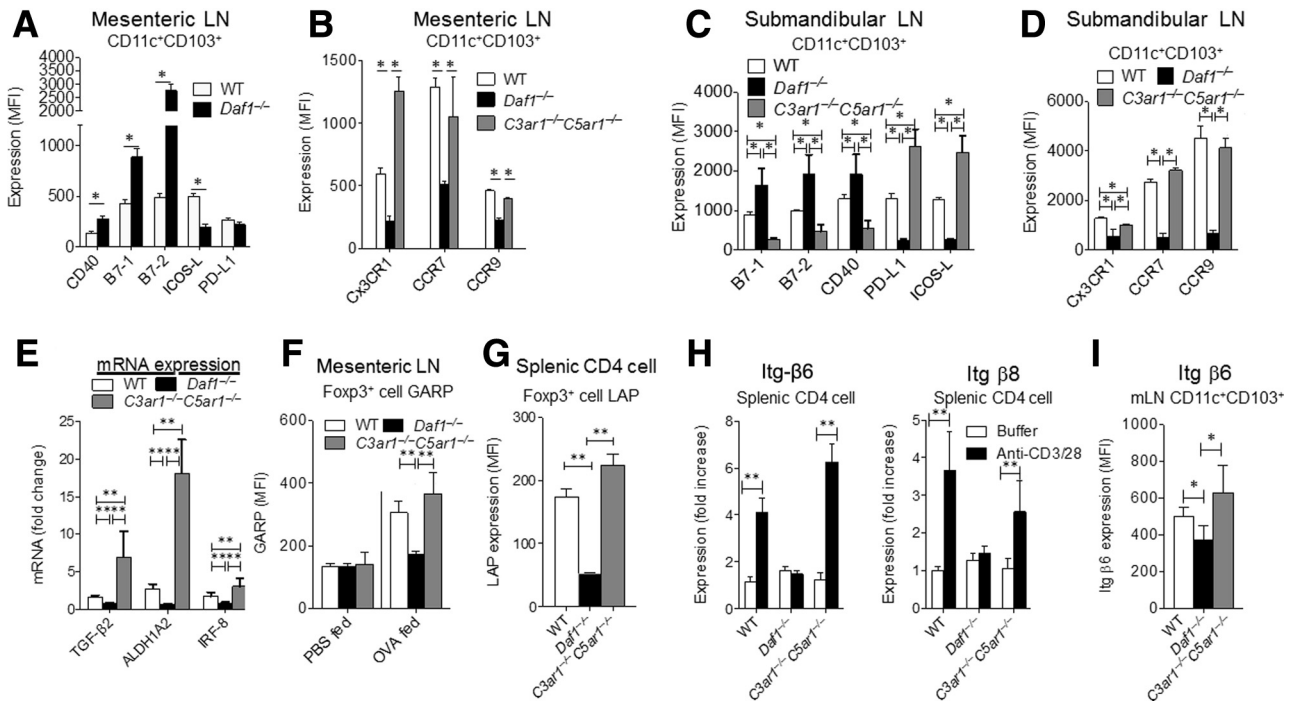 A
Mesenteric LN
CD11c⁺CD103⁺
Expression (MFI)
4000
3500
3000
2500
2000
1000
500
0
WT
Daf1⁻/⁻
*
*
*
*
CD40
B7-1
B7-2
ICOS-L
PD-L1
B
Mesenteric LN
CD11c⁺CD103⁺
Expression (MFI)
1500
1000
500
0
WT
Daf1⁻/⁻
C3ar1⁻/⁻C5ar1⁻/⁻
* *
* *
* *
Cx3CR1
CCR7
CCR9
C
Submandibular LN
CD11c⁺CD103⁺
WT
Daf1⁻/⁻
C3ar1⁻/⁻C5ar1⁻/⁻
Expression (MFI)
4000
3000
2000
1000
0
*
* *
*
* *
*
* *
*
* *
*
* *
B7-1
B7-2
CD40
PD-L1
ICOS-L
D
Submandibular LN
CD11c⁺CD103⁺
WT
Daf1⁻/⁻
C3ar1⁻/⁻C5ar1⁻/⁻
Expression (MFI)
6000
4000
2000
0
*
* *
* *
* *
Cx3CR1
CCR7
CCR9
E
mRNA expression
WT
Daf1⁻/⁻
C3ar1⁻/⁻C5ar1⁻/⁻
mRNA (fold change)
25
20
15
10
5
0
**
****
**
****
**
****
TGF-β2
ALDH1A2
IRF-8
F
Mesenteric LN
Foxp3⁺ cell GARP
WT
Daf1⁻/⁻
C3ar1⁻/⁻C5ar1⁻/⁻
GARP (MFI)
600
400
200
0
** **
PBS fed
OVA fed
G
Splenic CD4 cell
Foxp3⁺ cell LAP
LAP expression (MFI)
300
200
100
0
**
**
WT
Daf1⁻/⁻
C3ar1⁻/⁻C5ar1⁻/⁻
H
Itg-β6
Splenic CD4 cell
Expression (fold increase)
8
6
4
2
0
**
**
WT
Daf1⁻/⁻
C3ar1⁻/⁻C5ar1⁻/⁻
Itg β8
Splenic CD4 cell
Buffer
Anti-CD3/28
Expression (fold increase)
5
4
3
2
1
0
**
**
WT
Daf1⁻/⁻
C3ar1⁻/⁻C5ar1⁻/⁻
I
Itg β6
mLN CD11c⁺CD103⁺
Itg β6 expression (MFI)
1000
800
600
400
200
0
*
*
WT
Daf1⁻/⁻
C3ar1⁻/⁻C5ar1⁻/⁻